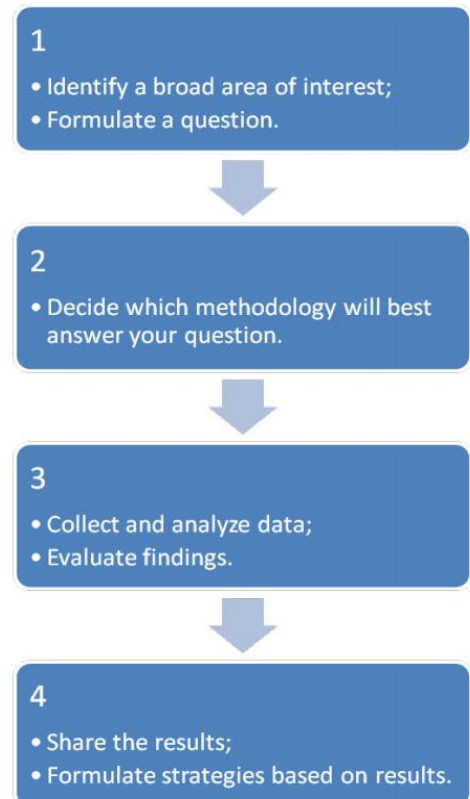 1
• Identify a broad area of interest;
• Formulate a question.
2
• Decide which methodology will best
answer your question.
3
• Collect and analyze data;
• Evaluate findings.
4
• Share the results;
• Formulate strategies based on results.